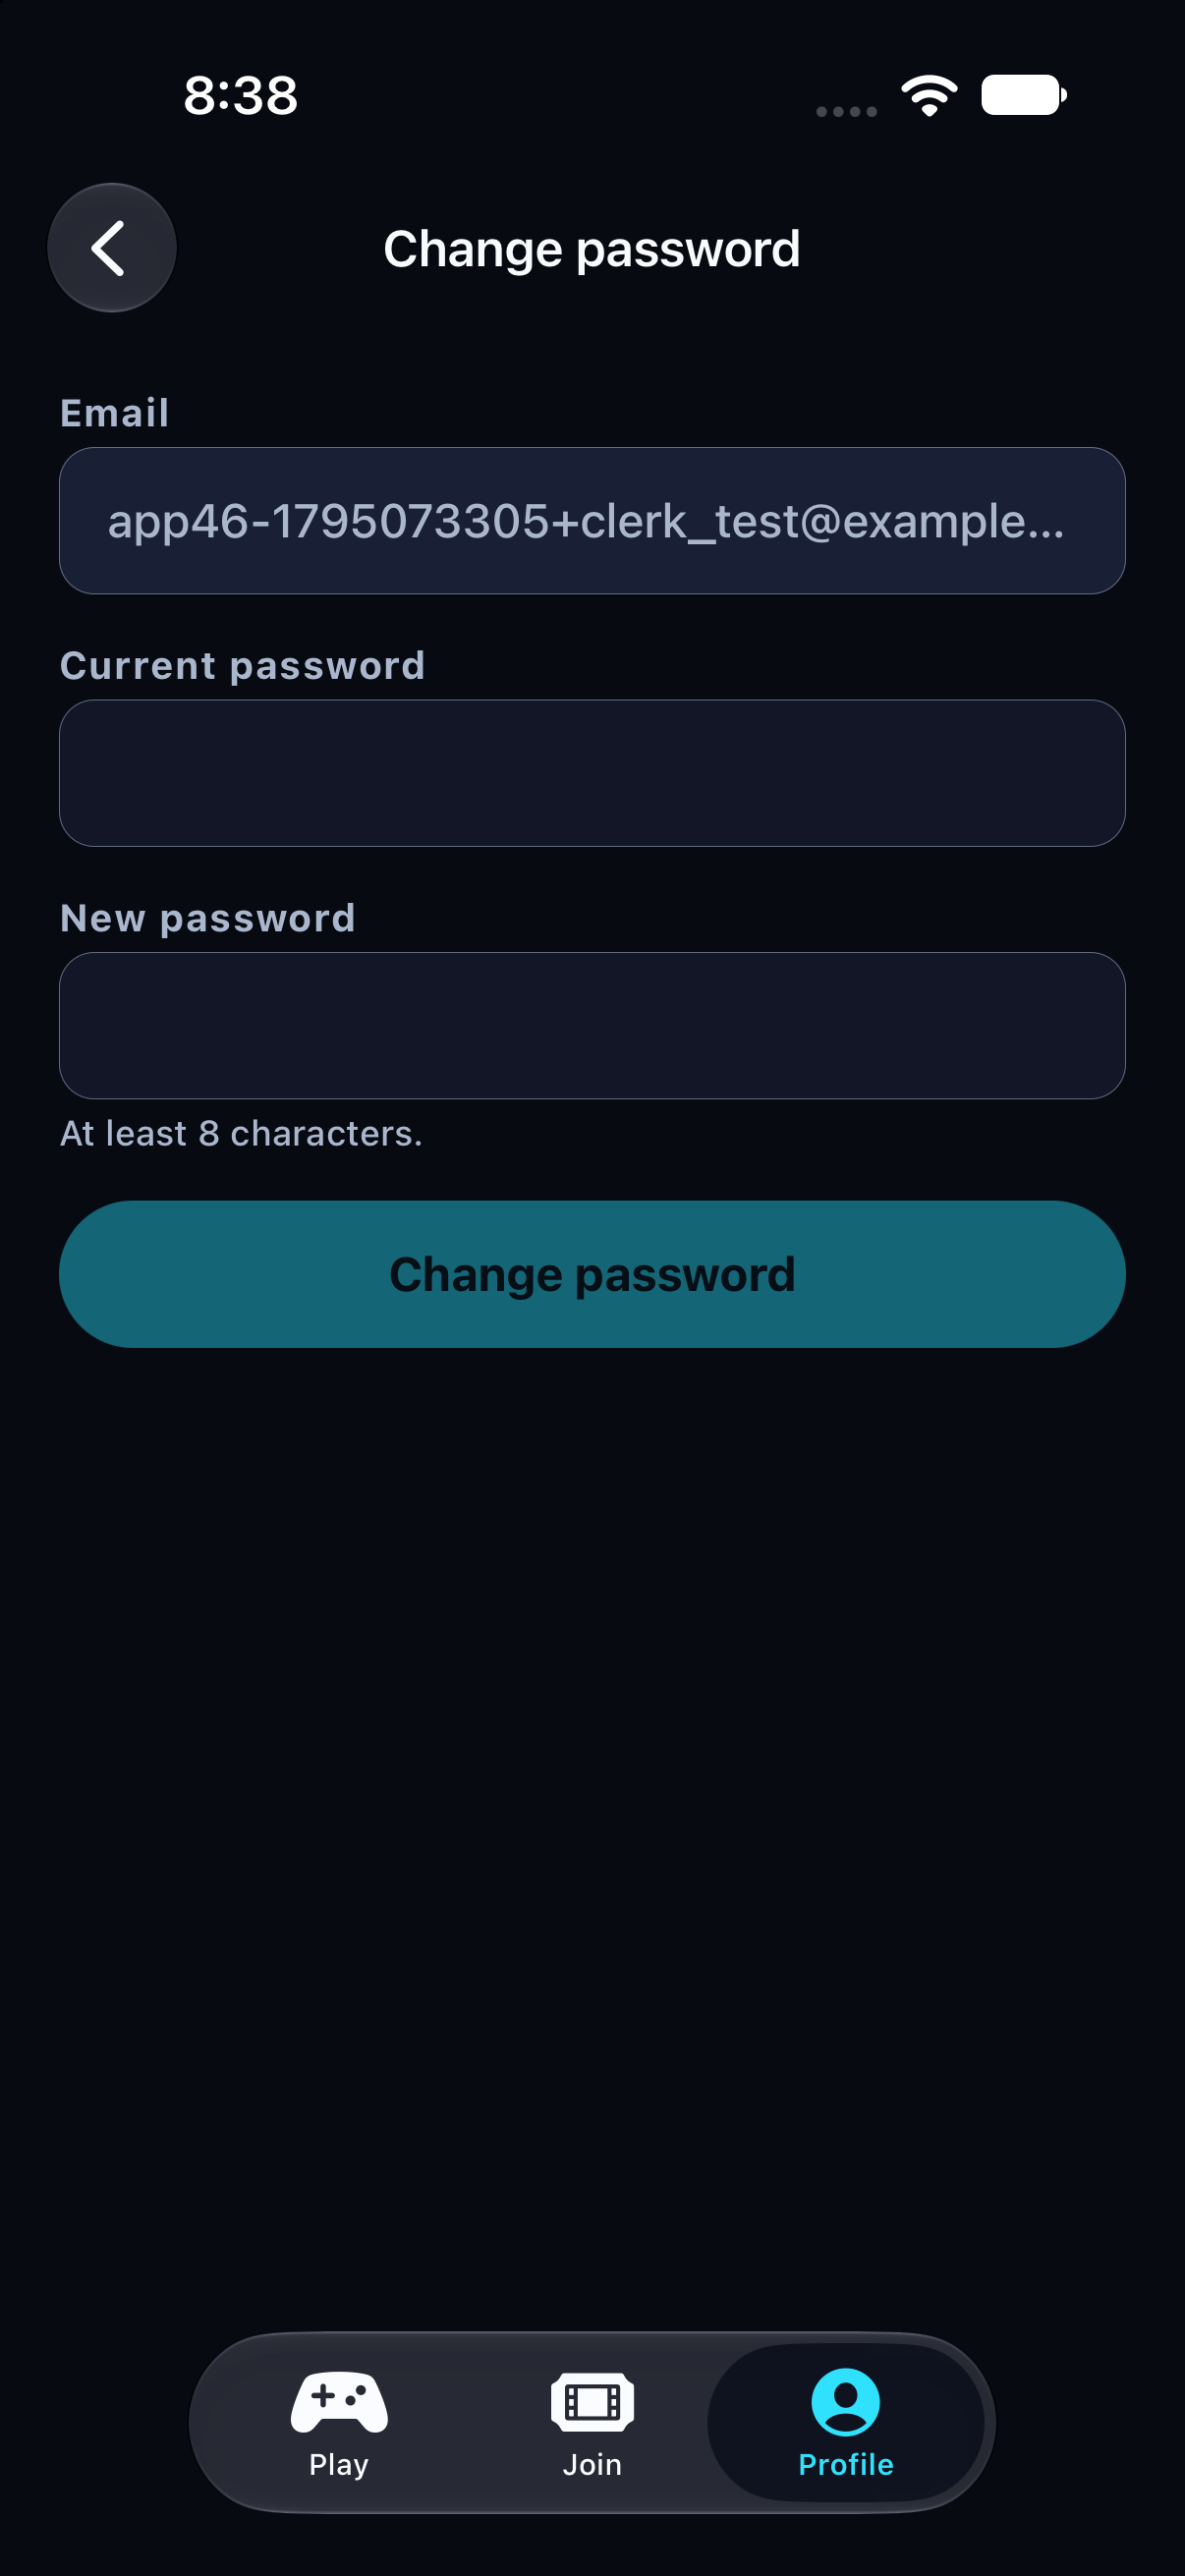 8:38
Change password
Email
app46-1795073305+clerk_test@example...
Current password
New password
At least 8 characters.
Change password
Play
Join
Profile